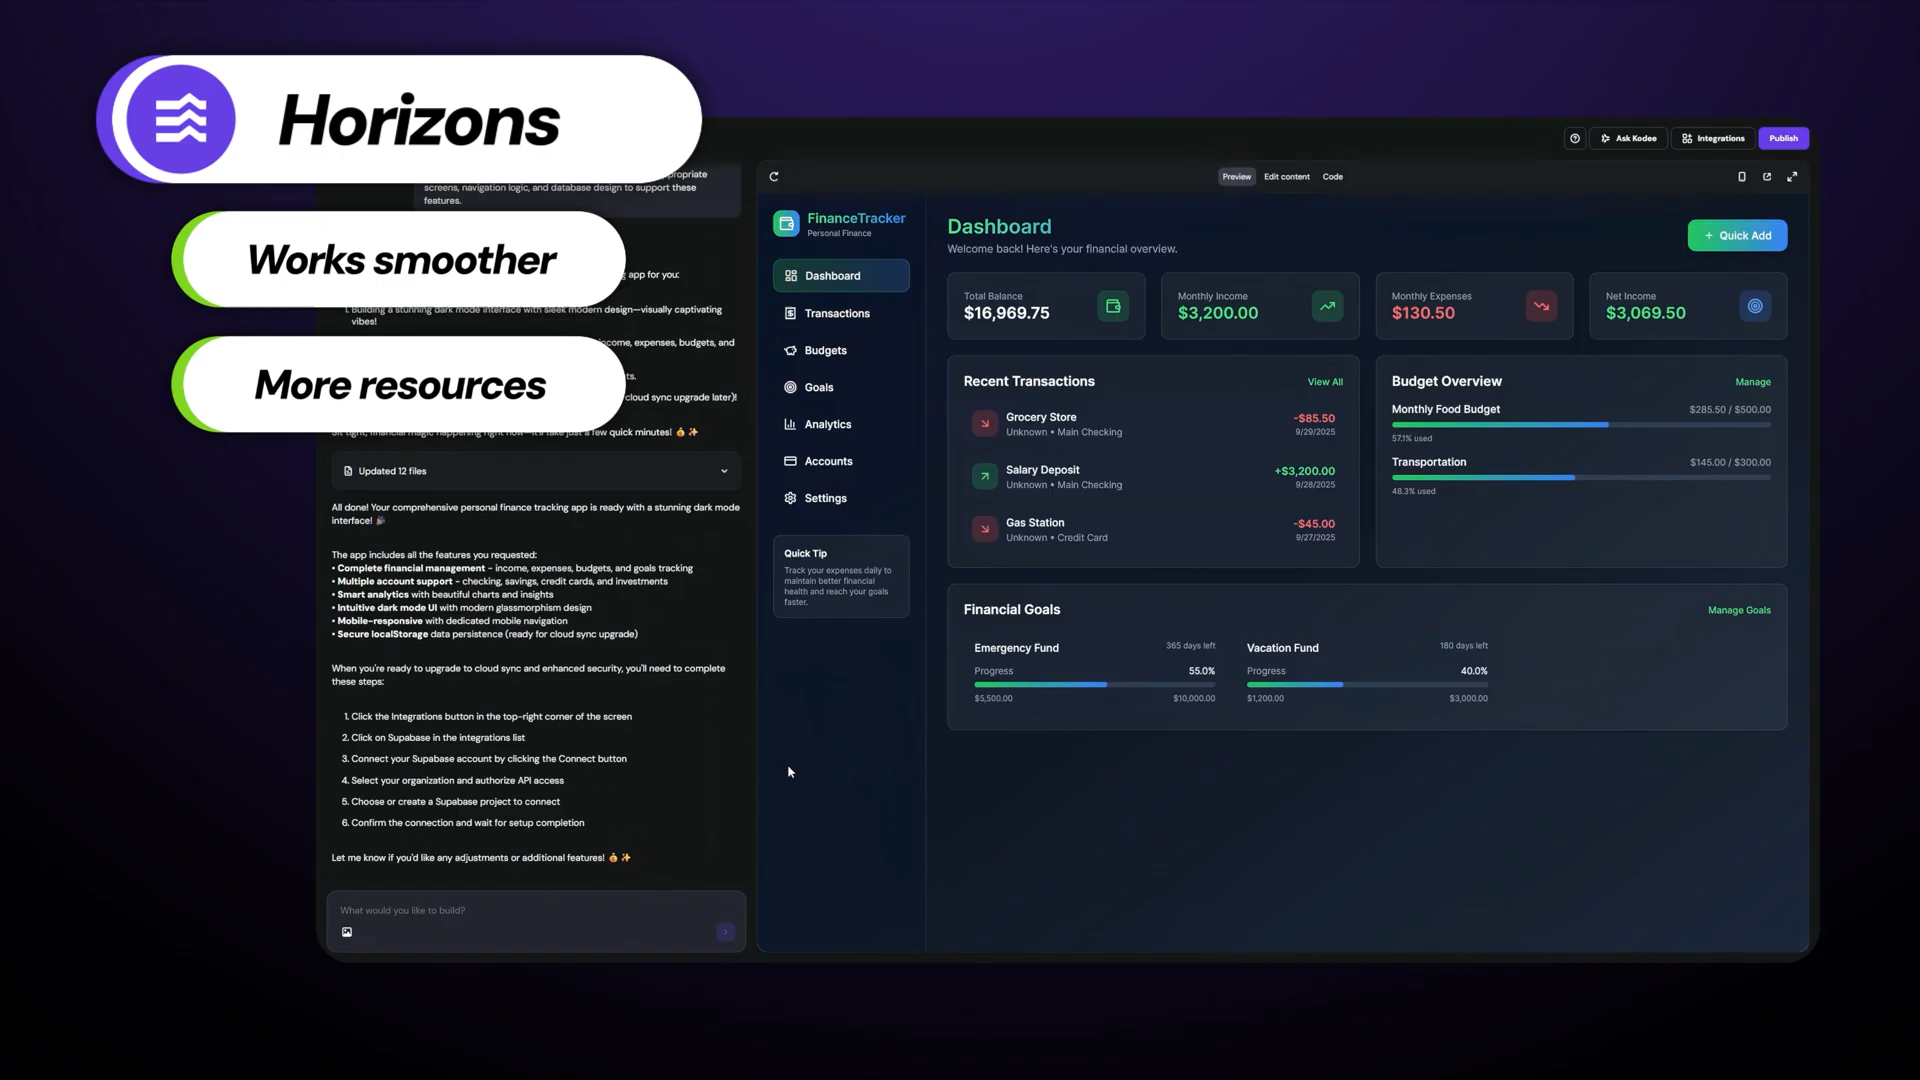 Horizons
Works smoother
More resources
Ask Kodee
Integrations
Publish
Preview
Edit content
Code
screens, navigation logic, and database design to support these
features.
app for you:
1. Building a stunning dark mode interface with sleek modern design—visually captivating
vibes!
income, expenses, budgets, and
cloud sync upgrade later)!
Sit tight, financial magic happening right now—it'll take just a few quick minutes! 💰✨
Updated 12 files
All done! Your comprehensive personal finance tracking app is ready with a stunning dark mode
interface! 🎉
The app includes all the features you requested:
• Complete financial management - income, expenses, budgets, and goals tracking
• Multiple account support - checking, savings, credit cards, and investments
• Smart analytics with beautiful charts and insights
• Intuitive dark mode UI with modern glassmorphism design
• Mobile-responsive with dedicated mobile navigation
• Secure localStorage data persistence (ready for cloud sync upgrade)
When you're ready to upgrade to cloud sync and enhanced security, you'll need to complete
these steps:
1. Click the Integrations button in the top-right corner of the screen
2. Click on Supabase in the integrations list
3. Connect your Supabase account by clicking the Connect button
4. Select your organization and authorize API access
5. Choose or create a Supabase project to connect
6. Confirm the connection and wait for setup completion
Let me know if you'd like any adjustments or additional features! 💰✨
What would you like to build?
FinanceTracker
Personal Finance
Dashboard
Transactions
Budgets
Goals
Analytics
Accounts
Settings
Quick Tip
Track your expenses daily to
maintain better financial
health and reach your goals
faster.
Dashboard
Welcome back! Here's your financial overview.
+ Quick Add
Total Balance
$16,969.75
Monthly Income
$3,200.00
Monthly Expenses
$130.50
Net Income
$3,069.50
Recent Transactions
View All
Grocery Store
-$85.50
Unknown • Main Checking
9/29/2025
Salary Deposit
+$3,200.00
Unknown • Main Checking
9/28/2025
Gas Station
-$45.00
Unknown • Credit Card
9/27/2025
Budget Overview
Manage
Monthly Food Budget
$285.50 / $500.00
57.1% used
Transportation
$145.00 / $300.00
48.3% used
Financial Goals
Manage Goals
Emergency Fund
365 days left
Progress
55.0%
$5,500.00
$10,000.00
Vacation Fund
180 days left
Progress
40.0%
$1,200.00
$3,000.00